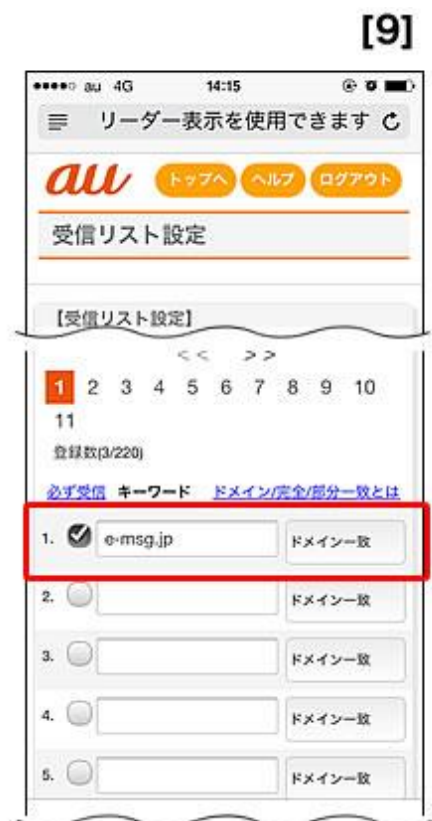 [9]
au 4G 14:15
リーダー表示を使用できます
au トップへ ヘルプ ログアウト
受信リスト設定
【受信リスト設定】
<< >>
1 2 3 4 5 6 7 8 9 10
11
登録数(3/220)
必ず受信 キーワード ドメイン/完全/部分一致とは
1. e-msg.jp ドメイン一致
2. ドメイン一致
3. ドメイン一致
4. ドメイン一致
5. ドメイン一致